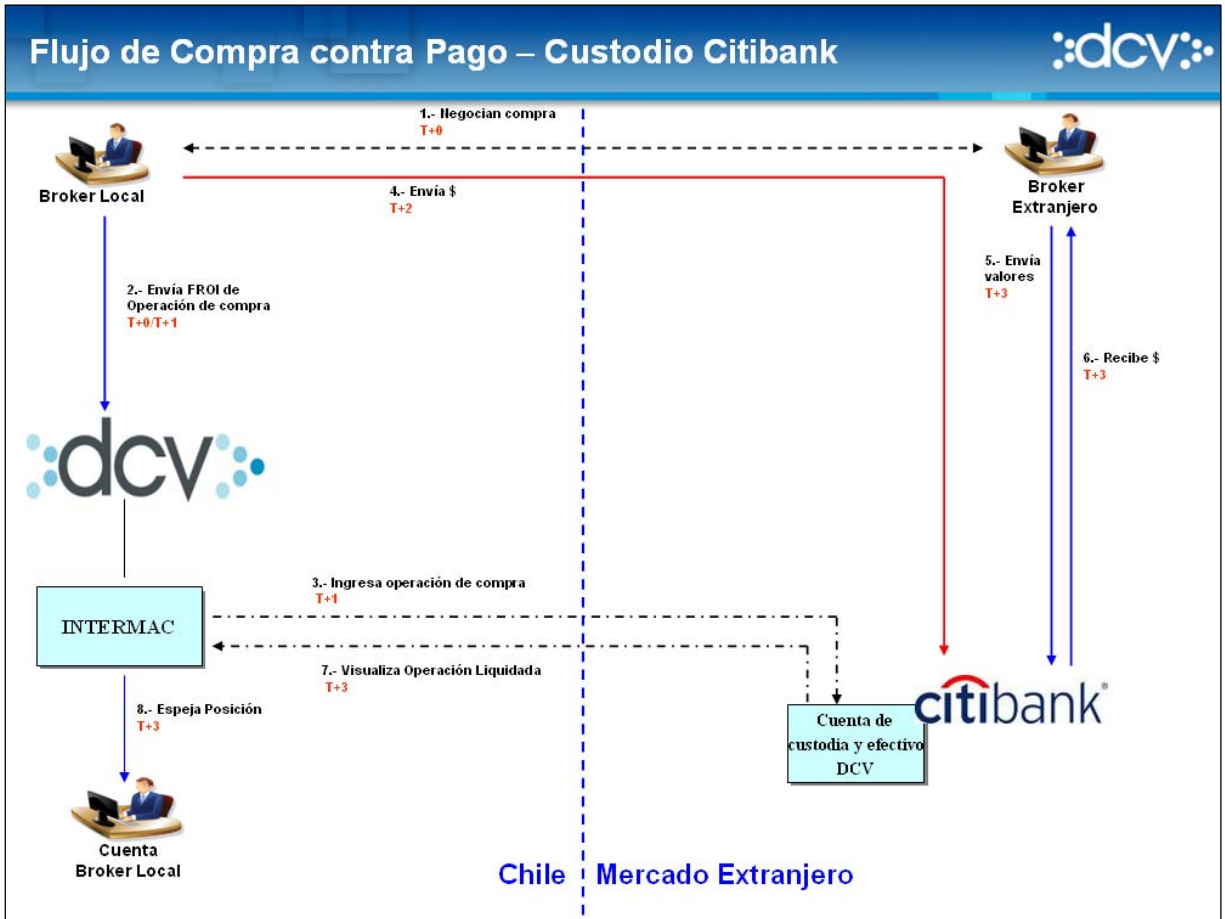 Flujo de Compra contra Pago – Custodio Citibank
dcv
1.- Negocian compra
T+0
Broker Local
Broker
Extranjero
4.- Envía $
T+2
2.- Envía FROI de
Operación de compra
T+0/T+1
5.- Envía
valores
T+3
6.- Recibe $
T+3
dcv
3.- Ingresa operación de compra
T+1
INTERMAC
7.- Visualiza Operación Liquidada
T+3
citibank
8.- Espeja Posición
T+3
Cuenta de
custodia y efectivo
DCV
Cuenta
Broker Local
Chile
Mercado Extranjero